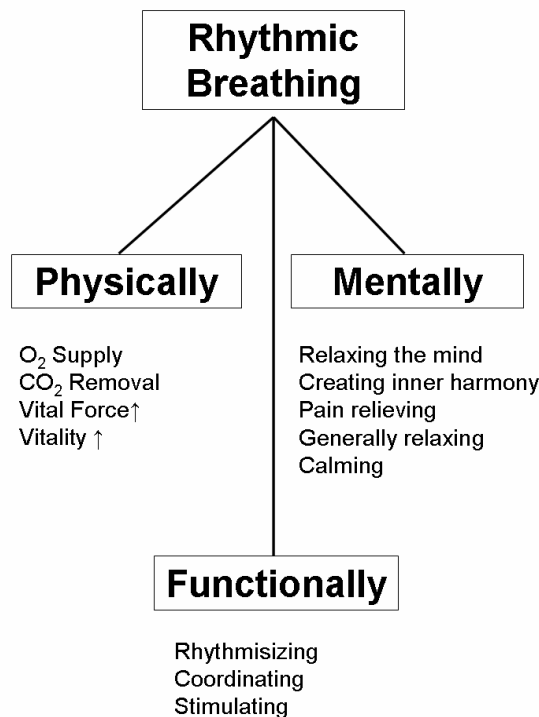 Rhythmic
Breathing
Physically
O₂ Supply
CO₂ Removal
Vital Force↑
Vitality ↑
Mentally
Relaxing the mind
Creating inner harmony
Pain relieving
Generally relaxing
Calming
Functionally
Rhythmisizing
Coordinating
Stimulating